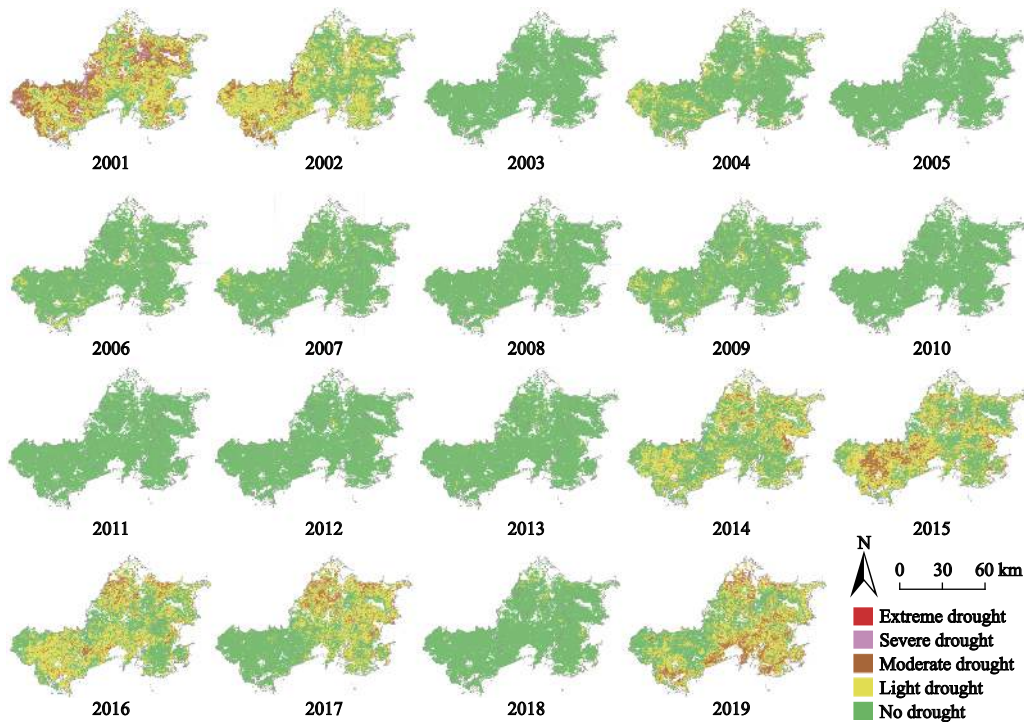 2001 2002 2003 2004 2005
2006 2007 2008 2009 2010
2011 2012 2013 2014 2015
2016 2017 2018 2019
N
0 30 60 km
Extreme drought
Severe drought
Moderate drought
Light drought
No drought